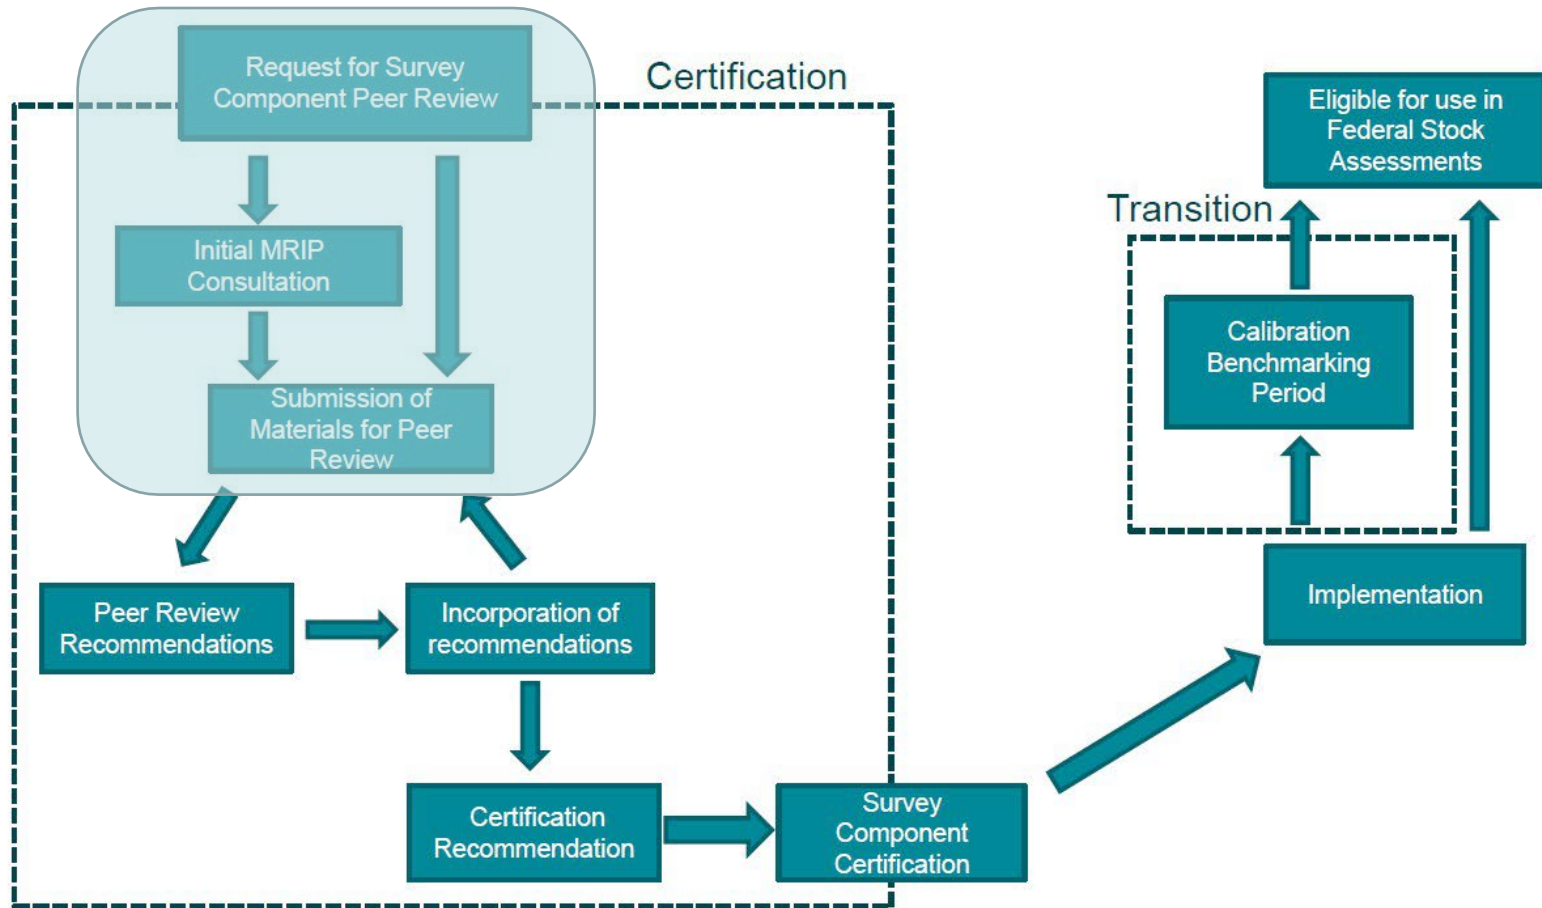 Request for Survey
Component Peer Review
Certification
Initial MRIP
Consultation
Submission of
Materials for Peer
Review
Peer Review
Recommendations
Incorporation of
recommendations
Certification
Recommendation
Survey
Component
Certification
Eligible for use in
Federal Stock
Assessments
Transition
Calibration
Benchmarking
Period
Implementation